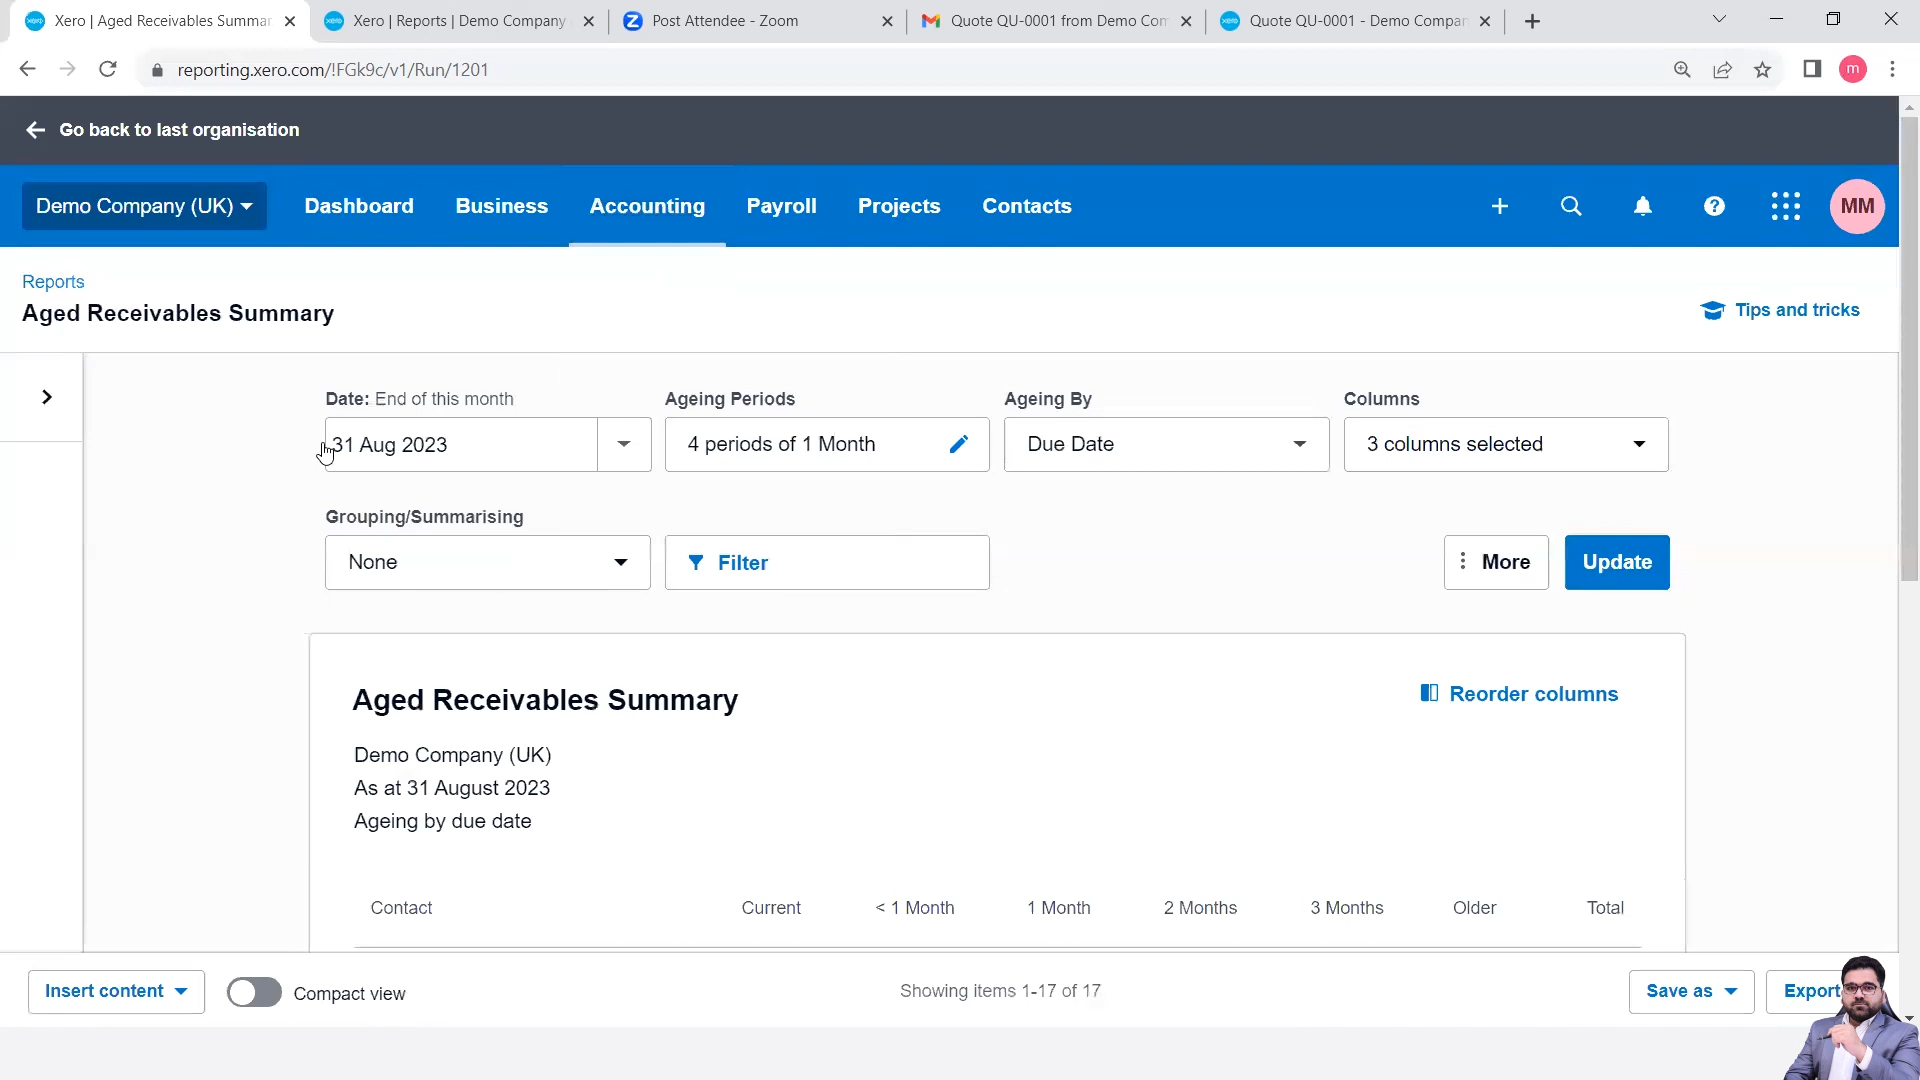 Xero | Aged Receivables Summar
Xero | Reports | Demo Company
Post Attendee - Zoom
Quote QU-0001 from Demo Com
Quote QU-0001 - Demo Compan
reporting.xero.com/!FGk9c/v1/Run/1201
m
Go back to last organisation
Demo Company (UK)
Dashboard
Business
Accounting
Payroll
Projects
Contacts
MM
Reports
Aged Receivables Summary
Tips and tricks
Date: End of this month
Ageing Periods
Ageing By
Columns
31 Aug 2023
4 periods of 1 Month
Due Date
3 columns selected
Grouping/Summarising
None
Filter
More
Update
Aged Receivables Summary
Reorder columns
Demo Company (UK)
As at 31 August 2023
Ageing by due date
Contact
Current
< 1 Month
1 Month
2 Months
3 Months
Older
Total
Insert content
Compact view
Showing items 1-17 of 17
Save as
Export